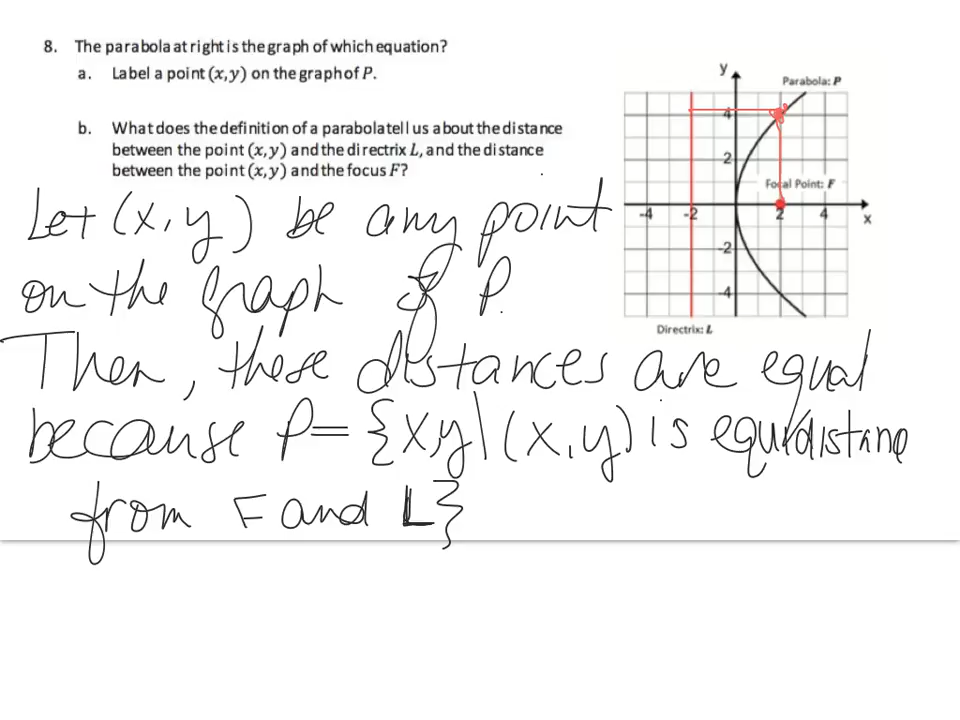 8. The parabola at right is the graph of which equation?
a. Label a point (x,y) on the graph of P.
b. What does the definition of a parabola tell us about the distance
between the point (x,y) and the directrix L, and the distance
between the point (x,y) and the focus F?
y
Parabola: P
4
2
Focal Point: F
-4 -2 2 4
x
-2
-4
Directrix: L
Let (x,y) be any point
on the graph of P.
Then, these distances are equal
because P={x,y|(x,y) is equidistane
from F and L}